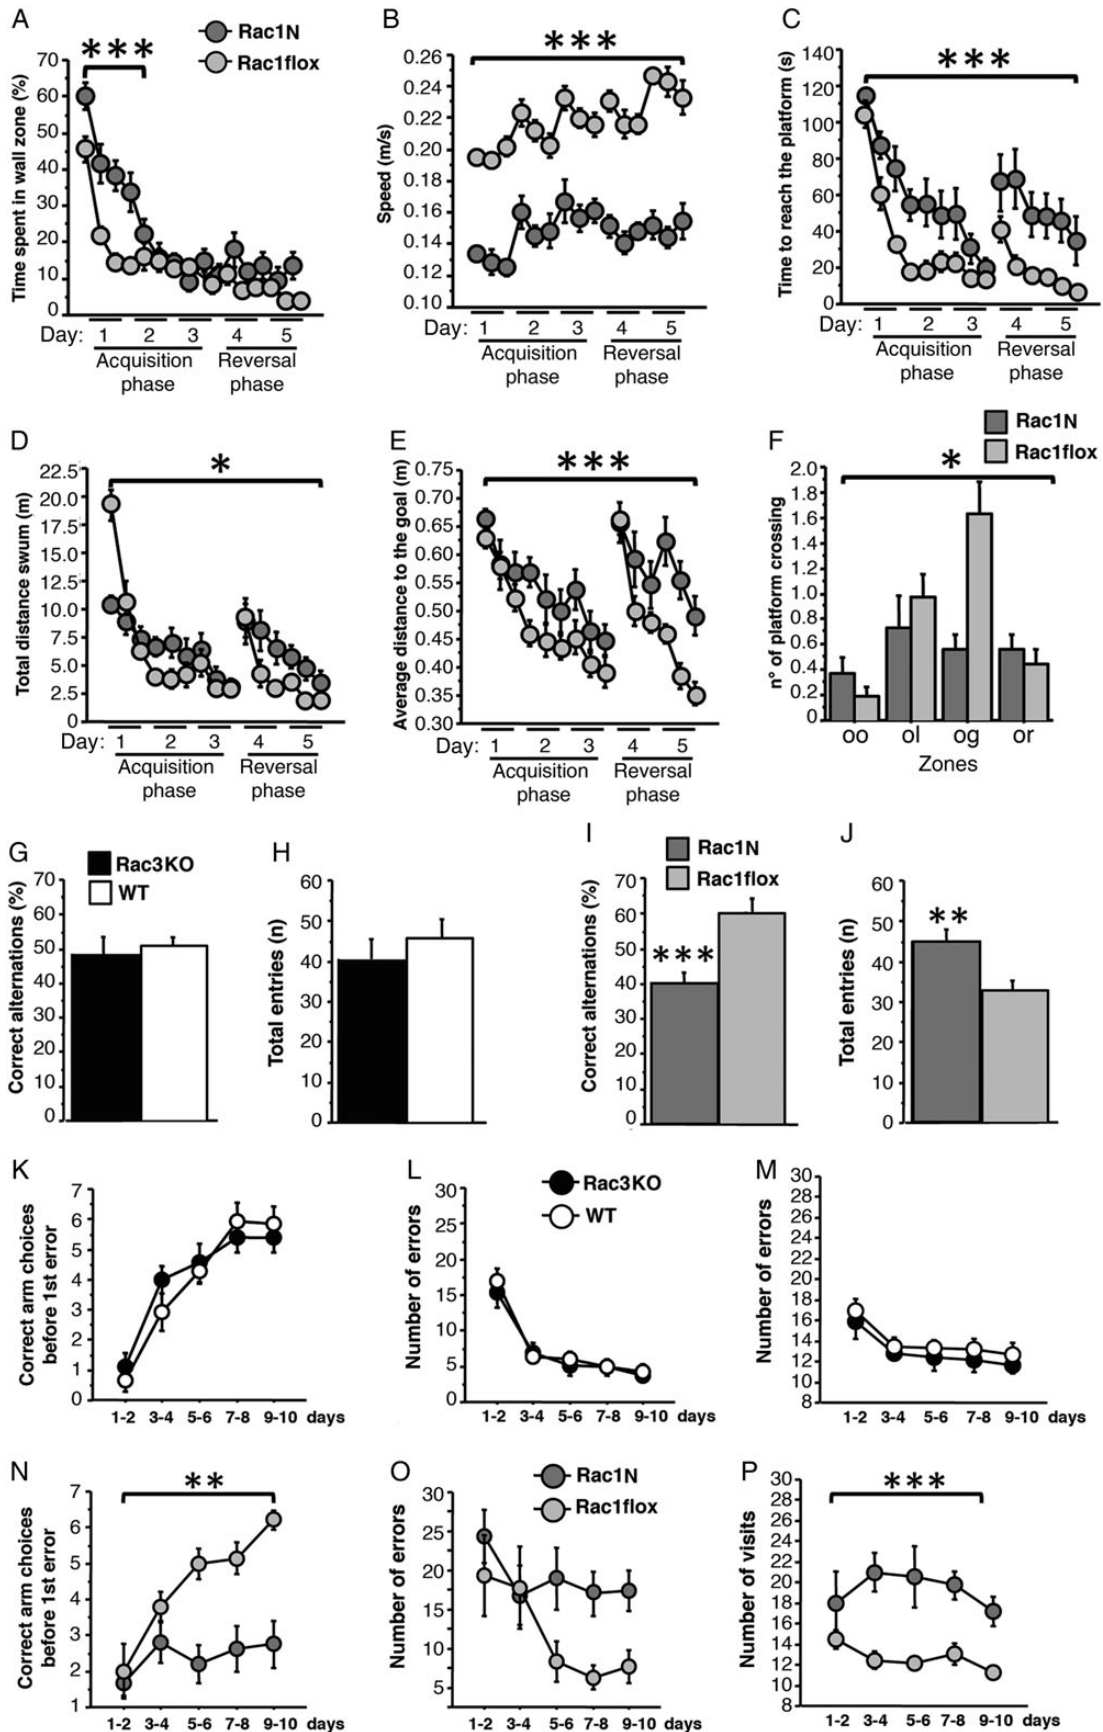 A
Rac1N
Rac1flox
***
Time spent in wall zone (%)
70
60
50
40
30
20
10
0
Day: 1 2 3 4 5
Acquisition phase
Reversal phase
B
***
Speed (m/s)
0.26
0.24
0.22
0.20
0.18
0.16
0.14
0.12
0.10
Day: 1 2 3 4 5
Acquisition phase
Reversal phase
C
***
Time to reach the platform (s)
140
120
100
80
60
40
20
0
Day: 1 2 3 4 5
Acquisition phase
Reversal phase
D
*
Total distance swum (m)
22.5
20.0
17.5
15.0
12.5
10.0
7.5
5.0
2.5
0
Day: 1 2 3 4 5
Acquisition phase
Reversal phase
E
***
Average distance to the goal (m)
0.75
0.70
0.65
0.60
0.55
0.50
0.45
0.40
0.35
0.30
Day: 1 2 3 4 5
Acquisition phase
Reversal phase
Rac1N
Rac1flox
F
*
n° of platform crossing
2.0
1.8
1.6
1.4
1.2
1.0
0.8
0.6
0.4
0.2
0
oo ol og or
Zones
G
Rac3KO
WT
Correct alternations (%)
70
60
50
40
30
20
10
0
H
Total entries (n)
60
50
40
30
20
10
0
I
Rac1N
Rac1flox
Correct alternations (%)
70
60
50
40
30
20
10
0
***
J
Total entries (n)
60
50
40
30
20
10
0
**
K
Correct arm choices
before 1st error
7
6
5
4
3
2
1
0
1-2 3-4 5-6 7-8 9-10 days
L
Rac3KO
WT
Number of errors
30
25
20
15
10
5
0
1-2 3-4 5-6 7-8 9-10 days
M
Number of errors
30
28
26
24
22
20
18
16
14
12
10
8
1-2 3-4 5-6 7-8 9-10 days
N
**
Correct arm choices
before 1st error
7
6
5
4
3
2
1
1-2 3-4 5-6 7-8 9-10 days
O
Rac1N
Rac1flox
Number of errors
30
25
20
15
10
5
1-2 3-4 5-6 7-8 9-10 days
P
***
Number of visits
30
28
26
24
22
20
18
16
14
12
10
8
1-2 3-4 5-6 7-8 9-10 days